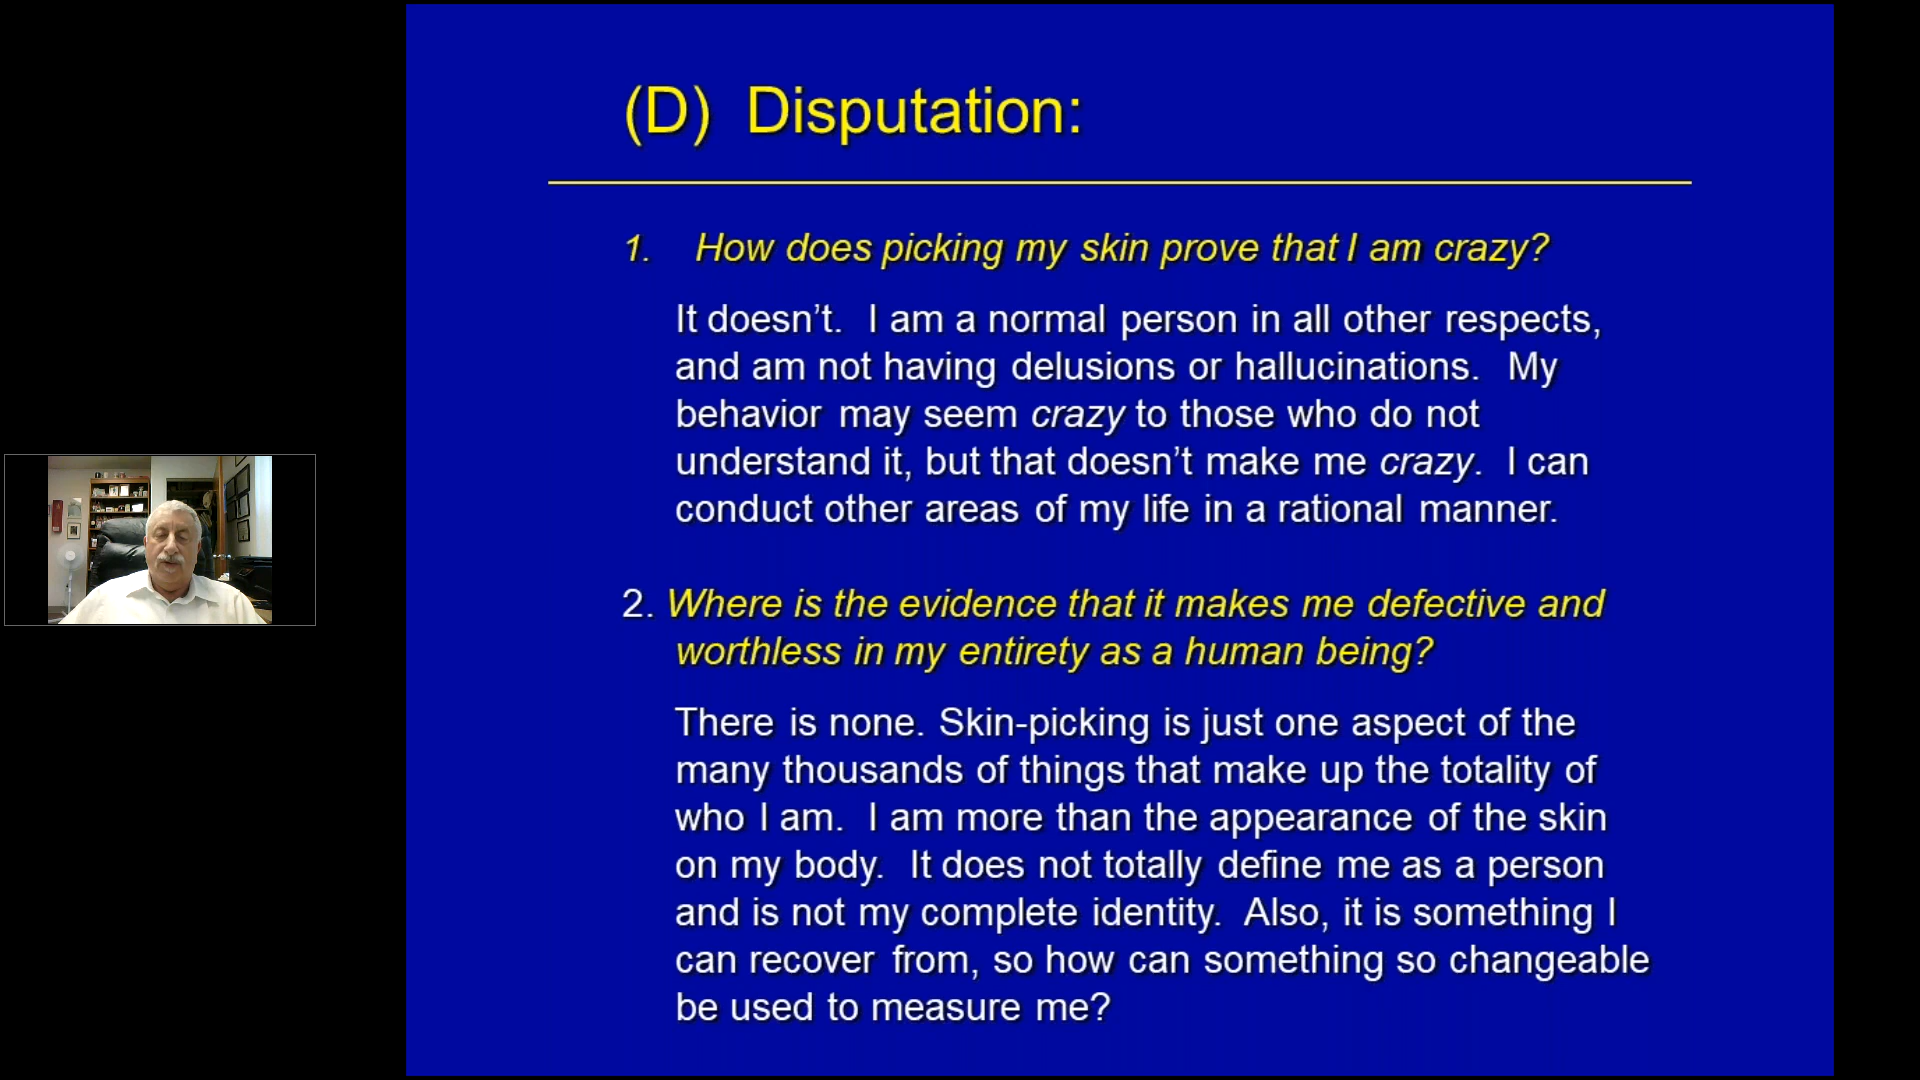 (D) Disputation:
1. How does picking my skin prove that I am crazy?
It doesn’t. I am a normal person in all other respects,
and am not having delusions or hallucinations. My
behavior may seem crazy to those who do not
understand it, but that doesn’t make me crazy. I can
conduct other areas of my life in a rational manner.
2. Where is the evidence that it makes me defective and
worthless in my entirety as a human being?
There is none. Skin-picking is just one aspect of the
many thousands of things that make up the totality of
who I am. I am more than the appearance of the skin
on my body. It does not totally define me as a person
and is not my complete identity. Also, it is something I
can recover from, so how can something so changeable
be used to measure me?